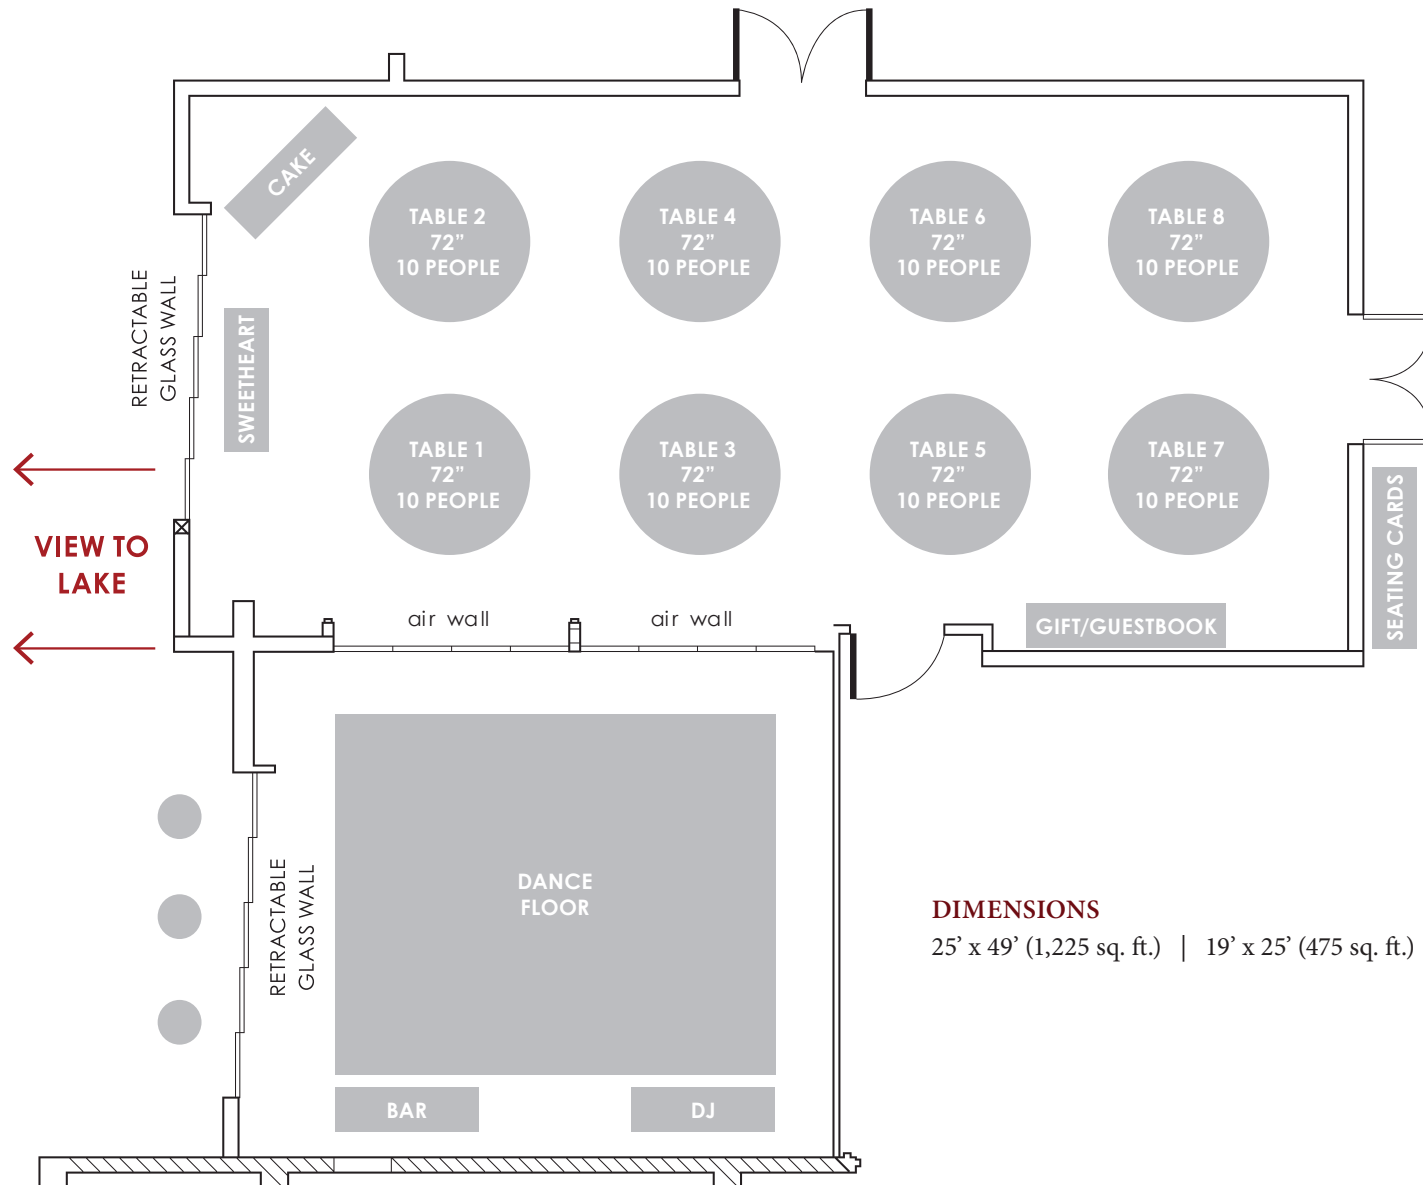 CAKE
TABLE 2
72”
10 PEOPLE
TABLE 4
72”
10 PEOPLE
TABLE 6
72”
10 PEOPLE
TABLE 8
72”
10 PEOPLE
RETRACTABLE
GLASS WALL
SWEETHEART
TABLE 1
72”
10 PEOPLE
TABLE 3
72”
10 PEOPLE
TABLE 5
72”
10 PEOPLE
TABLE 7
72”
10 PEOPLE
VIEW TO
LAKE
SEATING CARDS
air wall
air wall
GIFT/GUESTBOOK
RETRACTABLE
GLASS WALL
DANCE
FLOOR
DIMENSIONS
25’ x 49’ (1,225 sq. ft.) | 19’ x 25’ (475 sq. ft.)
BAR
DJ